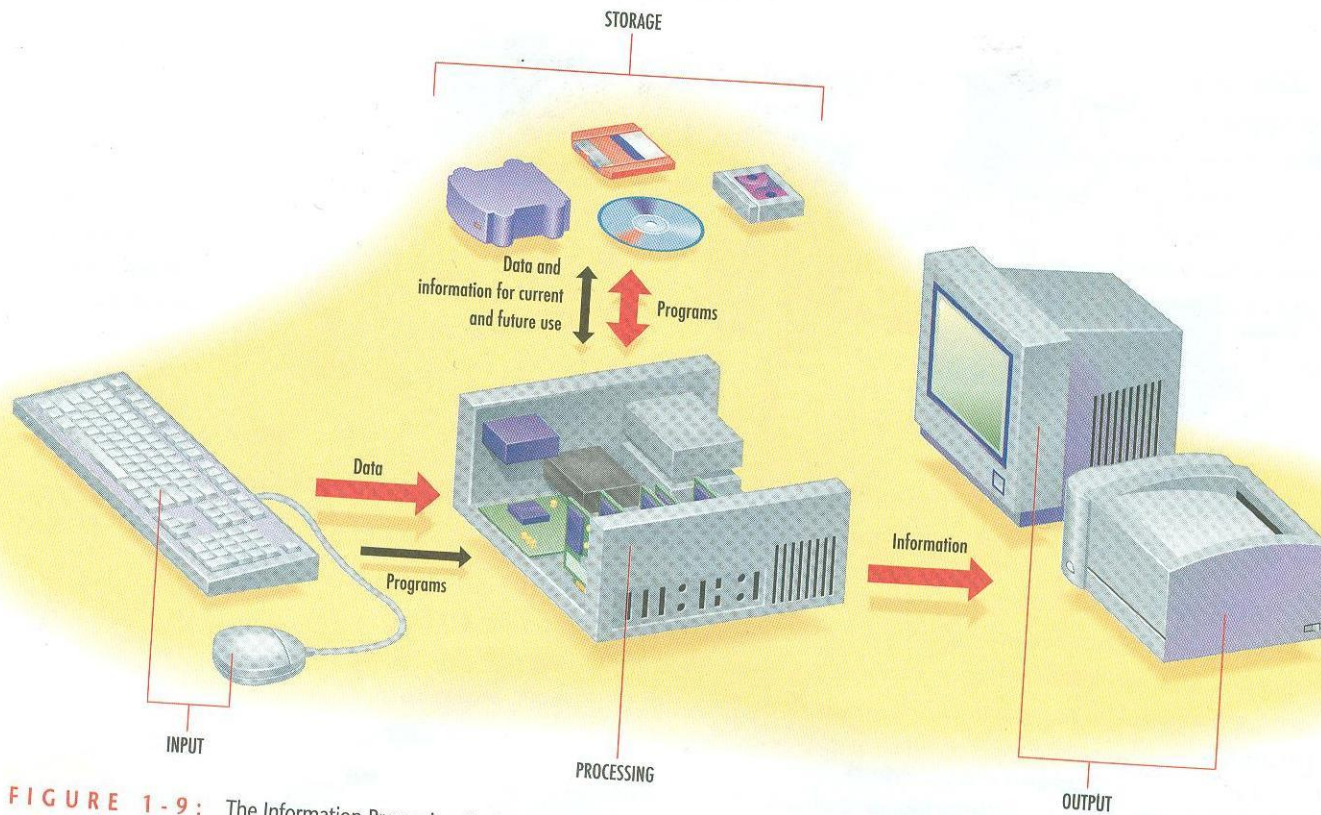 STORAGE
Data and
information for current
and future use
Programs
Data
Programs
Information
INPUT
PROCESSING
OUTPUT
FIGURE 1-9: The Information